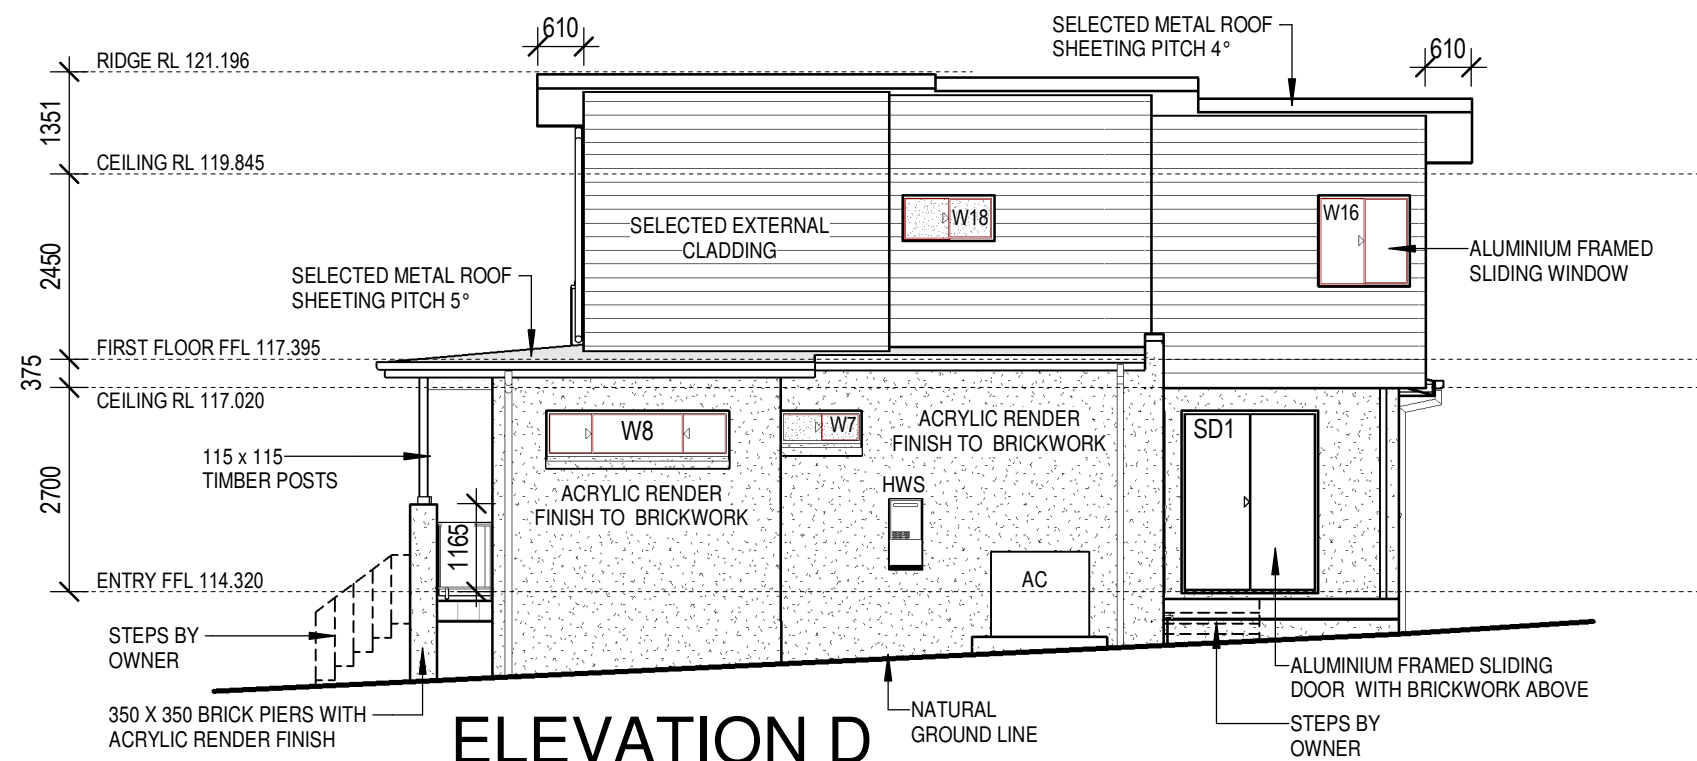 610
SELECTED METAL ROOF
SHEETING PITCH 4°
610
RIDGE RL 121.196
1351
CEILING RL 119.845
2450
SELECTED EXTERNAL
CLADDING
W18
W16
ALUMINIUM FRAMED
SLIDING WINDOW
SELECTED METAL ROOF
SHEETING PITCH 5°
FIRST FLOOR FFL 117.395
375
CEILING RL 117.020
W8
W7
ACRYLIC RENDER
FINISH TO BRICKWORK
SD1
115 x 115
TIMBER POSTS
2700
ACRYLIC RENDER
FINISH TO BRICKWORK
HWS
1165
AC
ENTRY FFL 114.320
STEPS BY
OWNER
ALUMINIUM FRAMED SLIDING
DOOR WITH BRICKWORK ABOVE
350 X 350 BRICK PIERS WITH
ACRYLIC RENDER FINISH
NATURAL
GROUND LINE
STEPS BY
OWNER
ELEVATION D